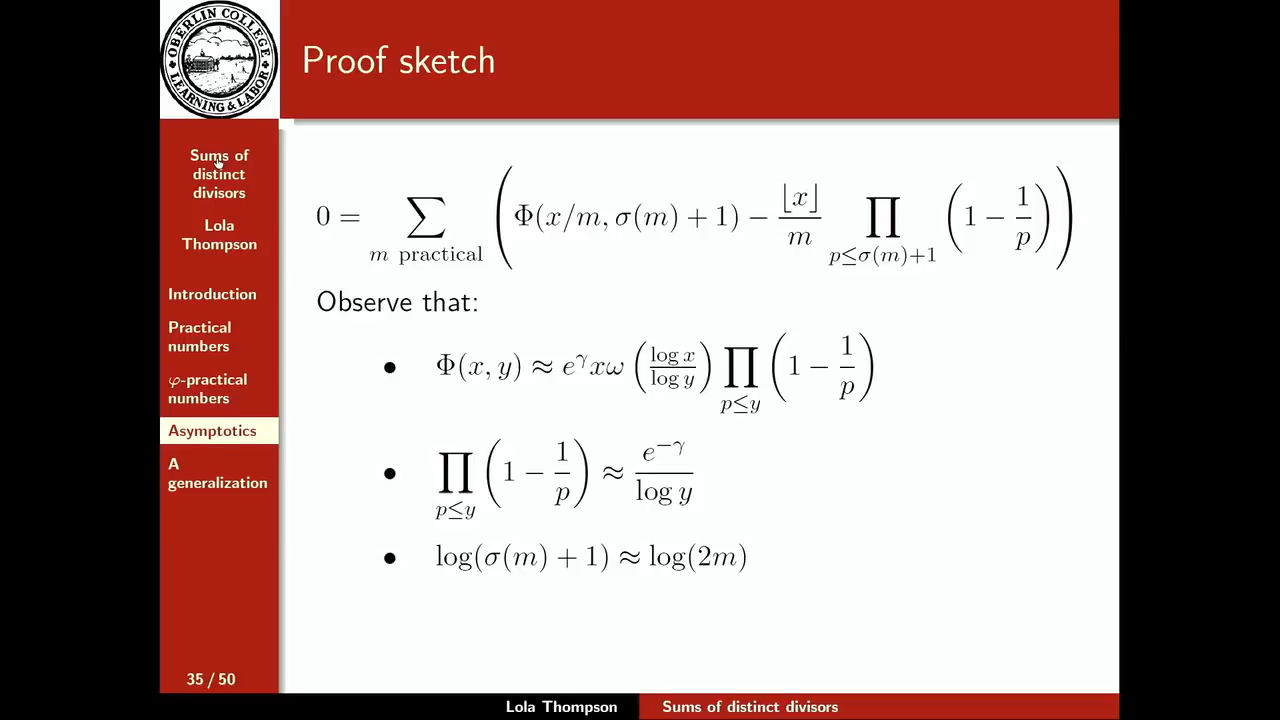 OBERLIN COLLEGE
LEARNING & LABOR
Proof sketch
Sums of
distinct
divisors
Lola
Thompson
Introduction
Practical
numbers
φ-practical
numbers
Asymptotics
A
generalization
35 / 50
0 = ∑_{m practical} ( Φ(x/m, σ(m) + 1) − ⌊x⌋/m ∏_{p≤σ(m)+1} (1 − 1/p) )
Observe that:
• Φ(x, y) ≈ e^γ xω (log x / log y) ∏_{p≤y} (1 − 1/p)
• ∏_{p≤y} (1 − 1/p) ≈ e^{−γ} / log y
• log(σ(m) + 1) ≈ log(2m)
Lola Thompson
Sums of distinct divisors